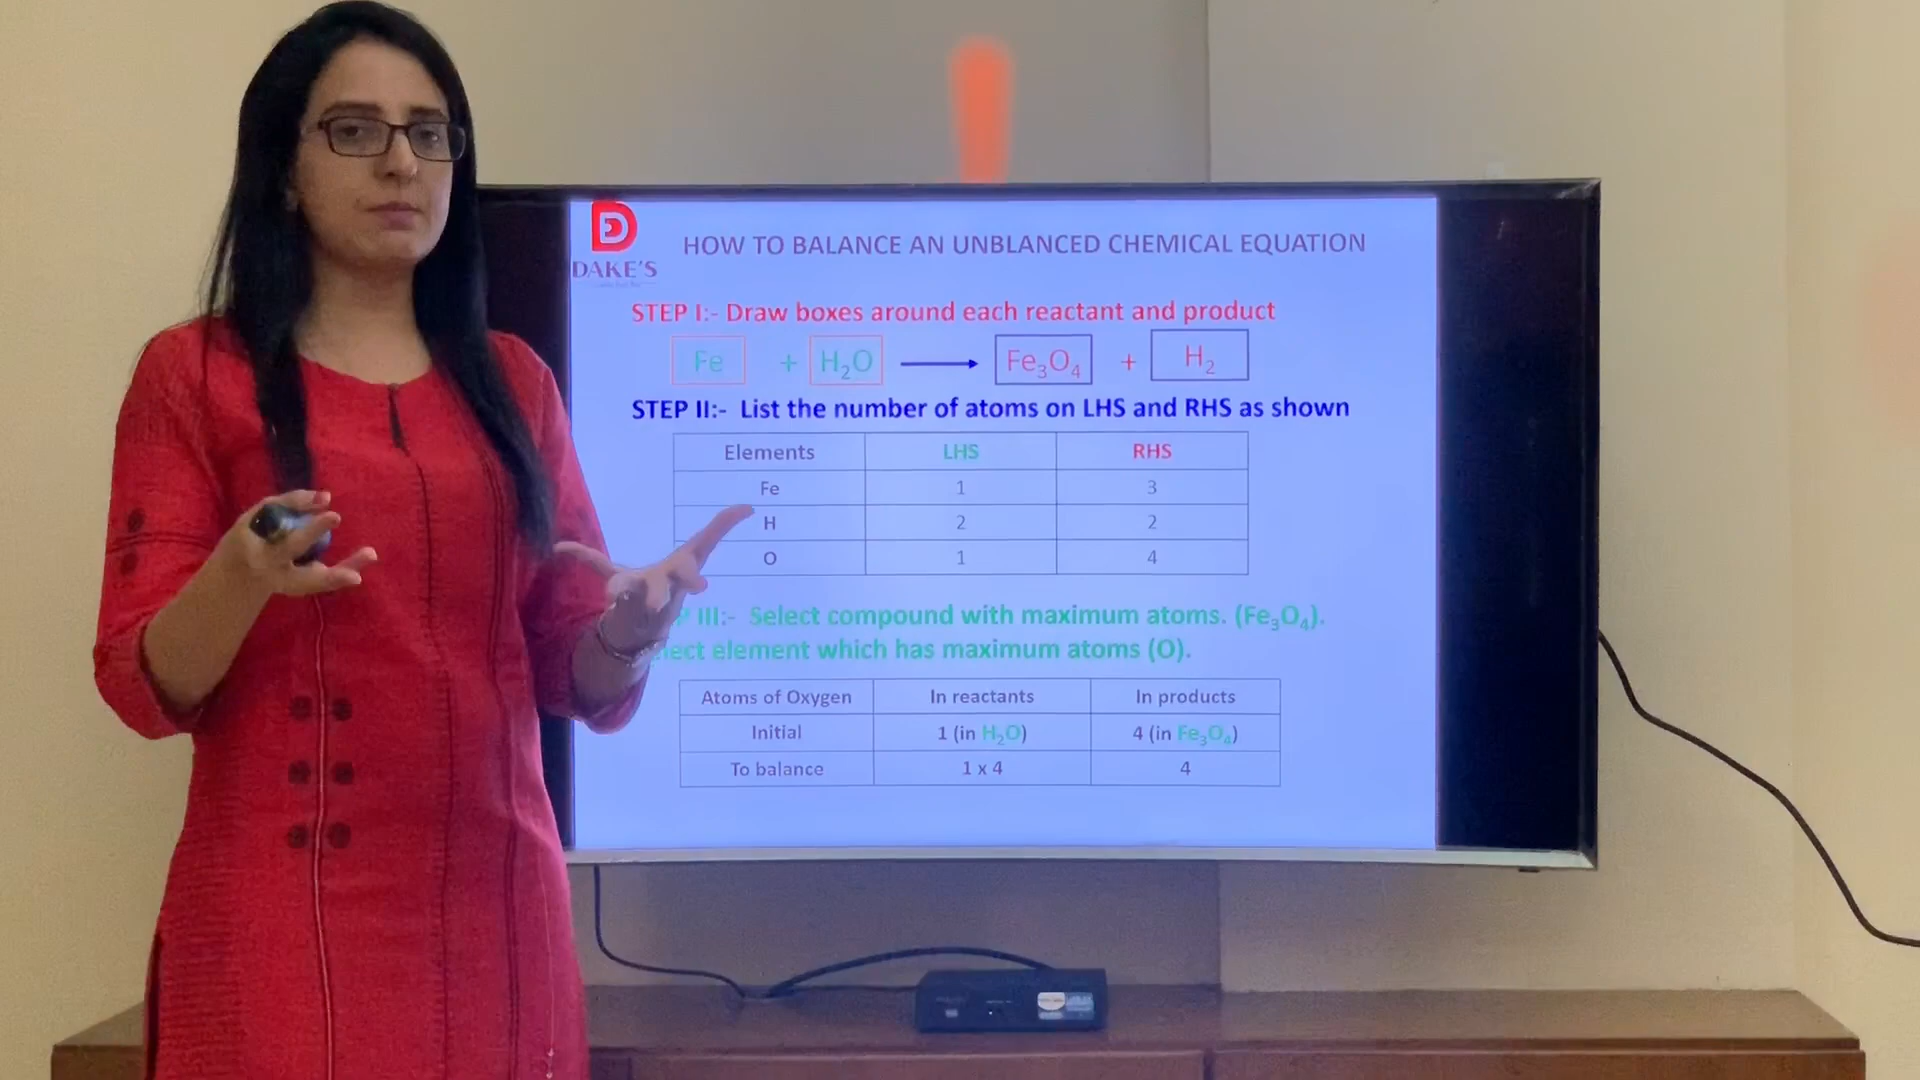 DAKE'S
HOW TO BALANCE AN UNBLANCED CHEMICAL EQUATION
STEP I:- Draw boxes around each reactant and product
Fe + H₂O ⟶ Fe₃O₄ + H₂
STEP II:- List the number of atoms on LHS and RHS as shown
Elements LHS RHS
Fe 1 3
H 2 2
O 1 4
III:- Select compound with maximum atoms. (Fe₃O₄).
element which has maximum atoms (O).
Atoms of Oxygen In reactants In products
Initial 1 (in H₂O) 4 (in Fe₃O₄)
To balance 1 x 4 4